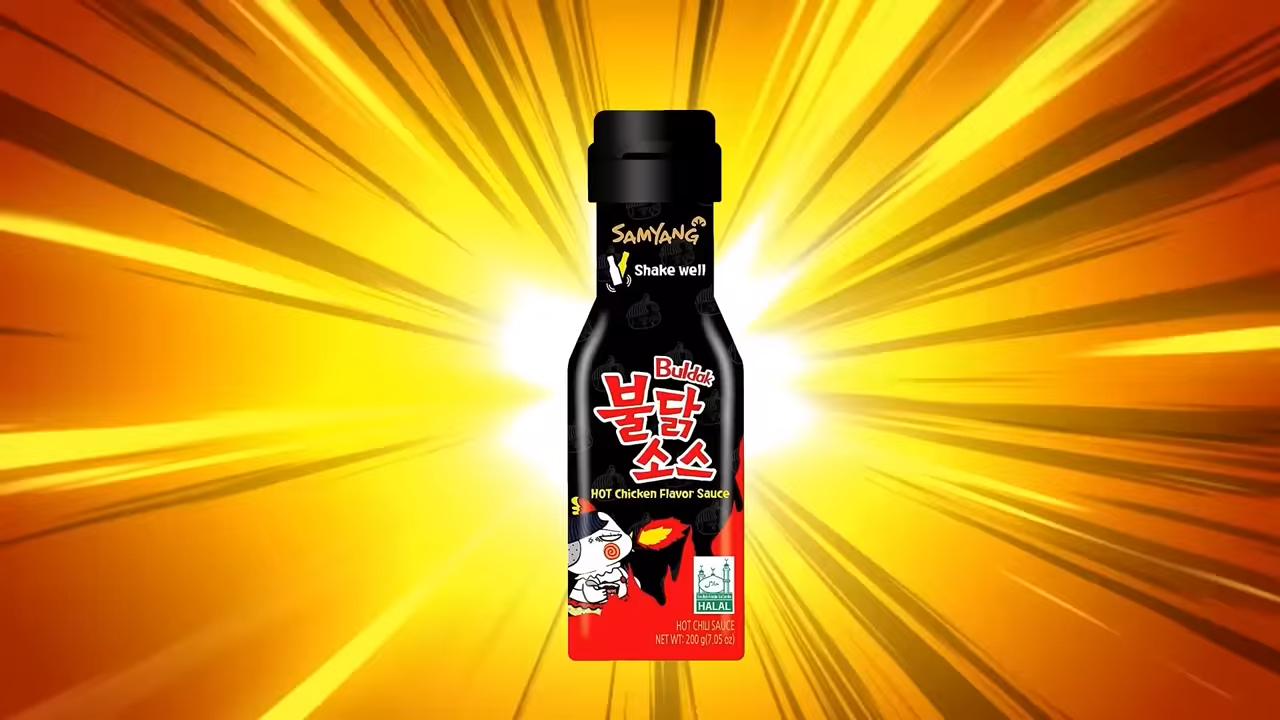 SAMYANG
Shake well
Buldak
불닭
소스
HOT Chicken Flavor Sauce
HALAL
HOT CHILI SAUCE
NET WT: 200 g(7.05 oz)